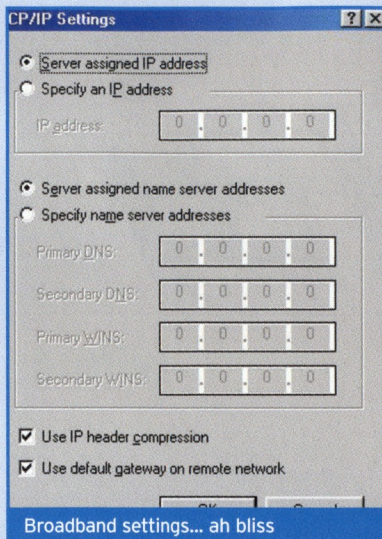 CP/IP Settings
Server assigned IP address
Specify an IP address
IP address: 0 . 0 . 0 . 0
Server assigned name server addresses
Specify name server addresses
Primary DNS: 0 . 0 . 0 . 0
Secondary DNS: 0 . 0 . 0 . 0
Primary WINS: 0 . 0 . 0 . 0
Secondary WINS: 0 . 0 . 0 . 0
Use IP header compression
Use default gateway on remote network
Broadband settings... ah bliss